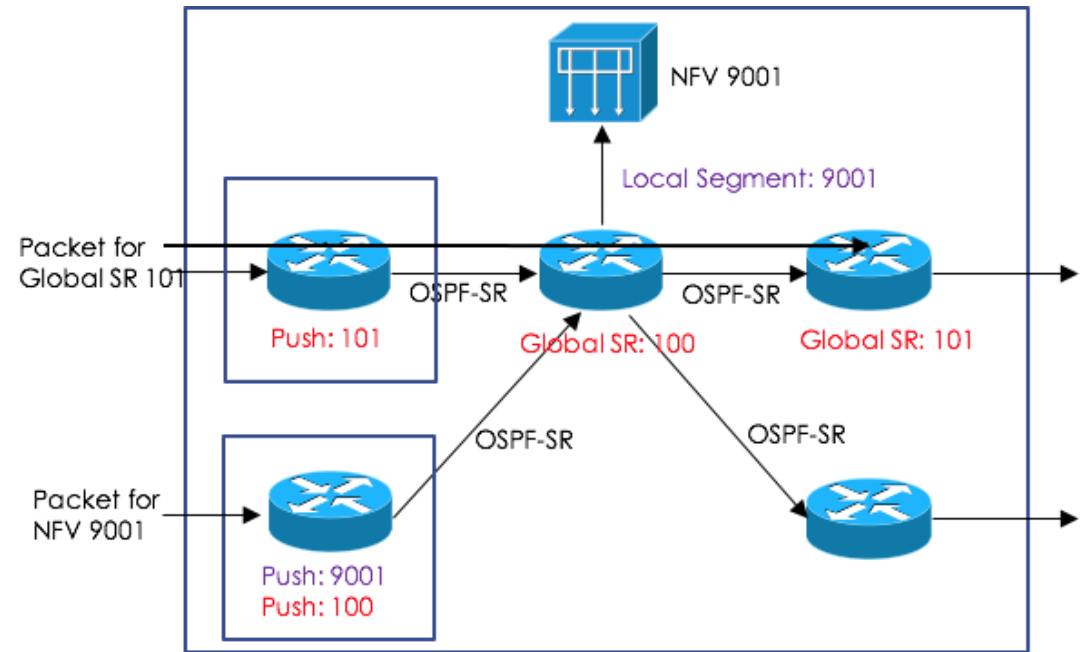 NFV 9001
Local Segment: 9001
Packet for
Global SR 101
OSPF-SR
OSPF-SR
Push: 101
Global SR: 100
Global SR: 101
OSPF-SR
OSPF-SR
Packet for
NFV 9001
Push: 9001
Push: 100